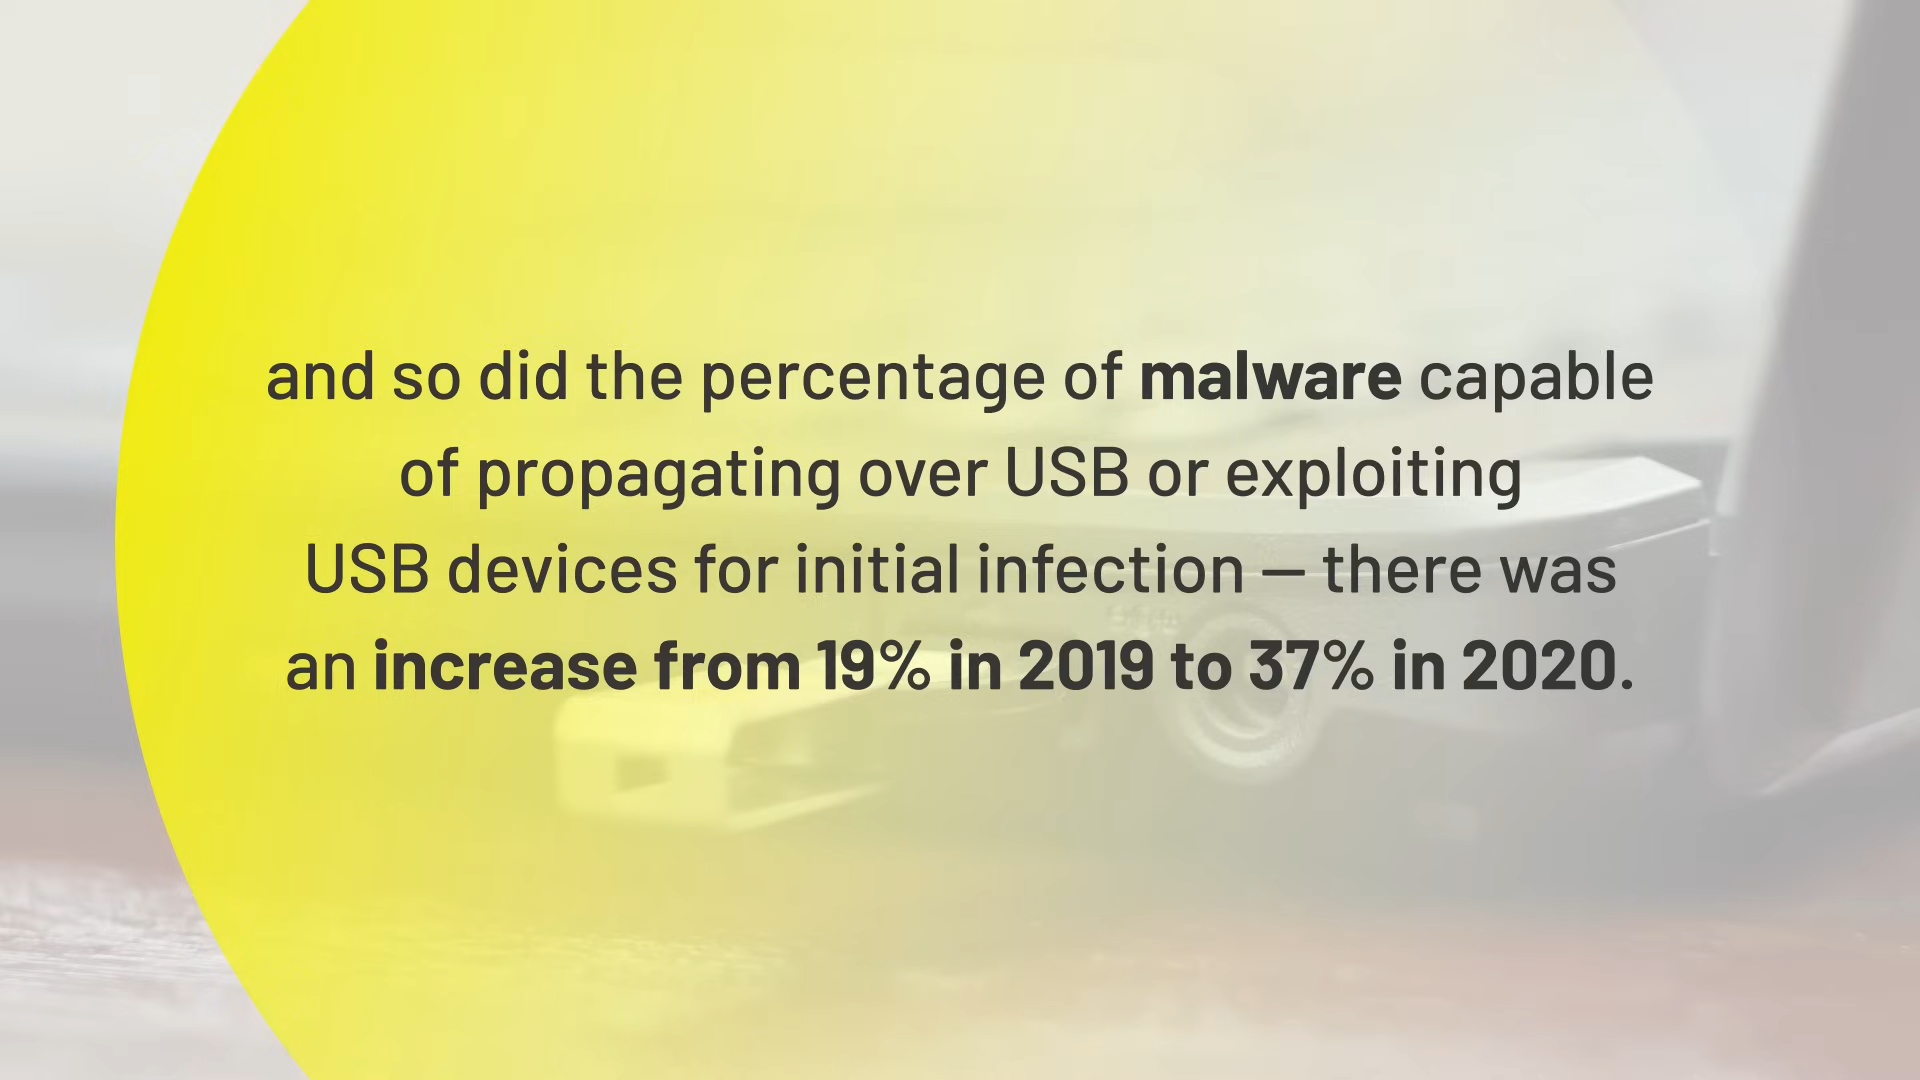 and so did the percentage of malware capable
of propagating over USB or exploiting
USB devices for initial infection — there was
an increase from 19% in 2019 to 37% in 2020.